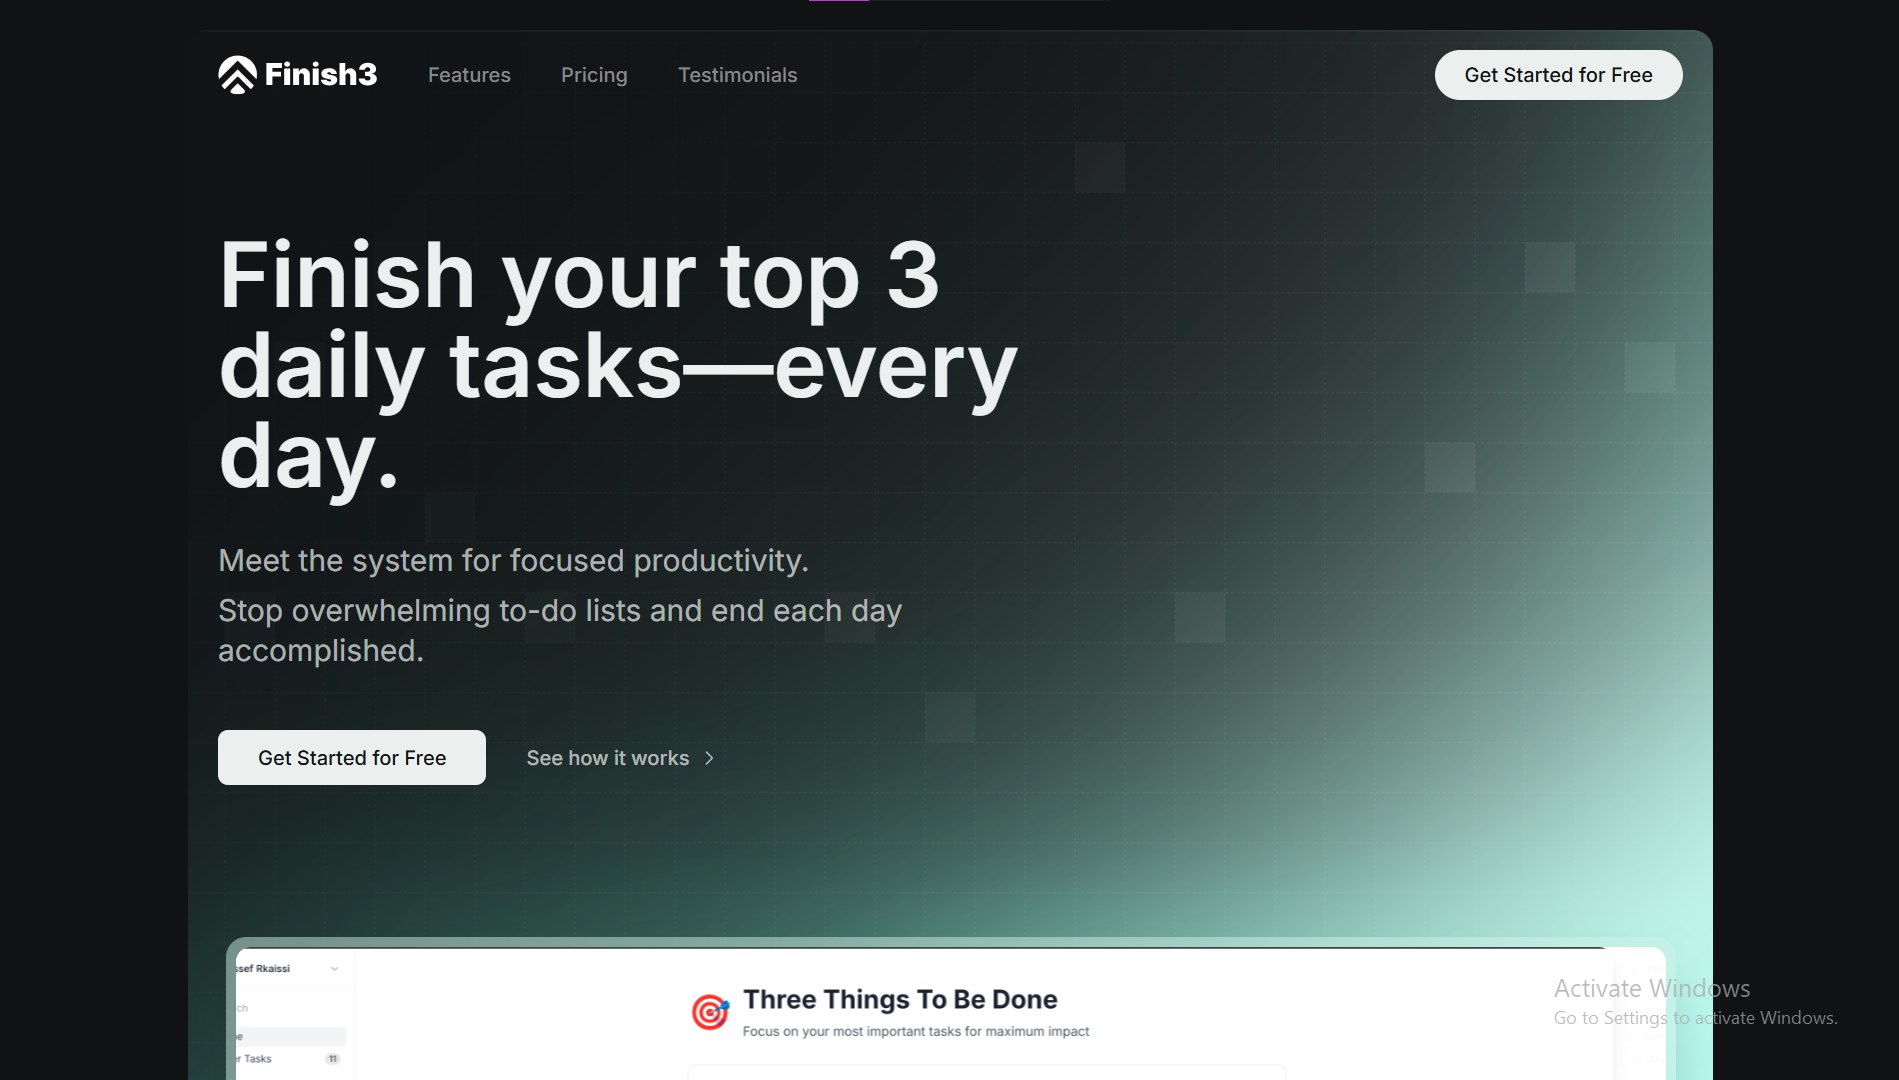 Finish3
Features
Pricing
Testimonials
Get Started for Free
Finish your top 3
daily tasks—every
day.
Meet the system for focused productivity.
Stop overwhelming to-do lists and end each day
accomplished.
Get Started for Free
See how it works
ssef Rkaissi
Three Things To Be Done
Focus on your most important tasks for maximum impact
rch
e
r Tasks
11
Activate Windows
Go to Settings to activate Windows.